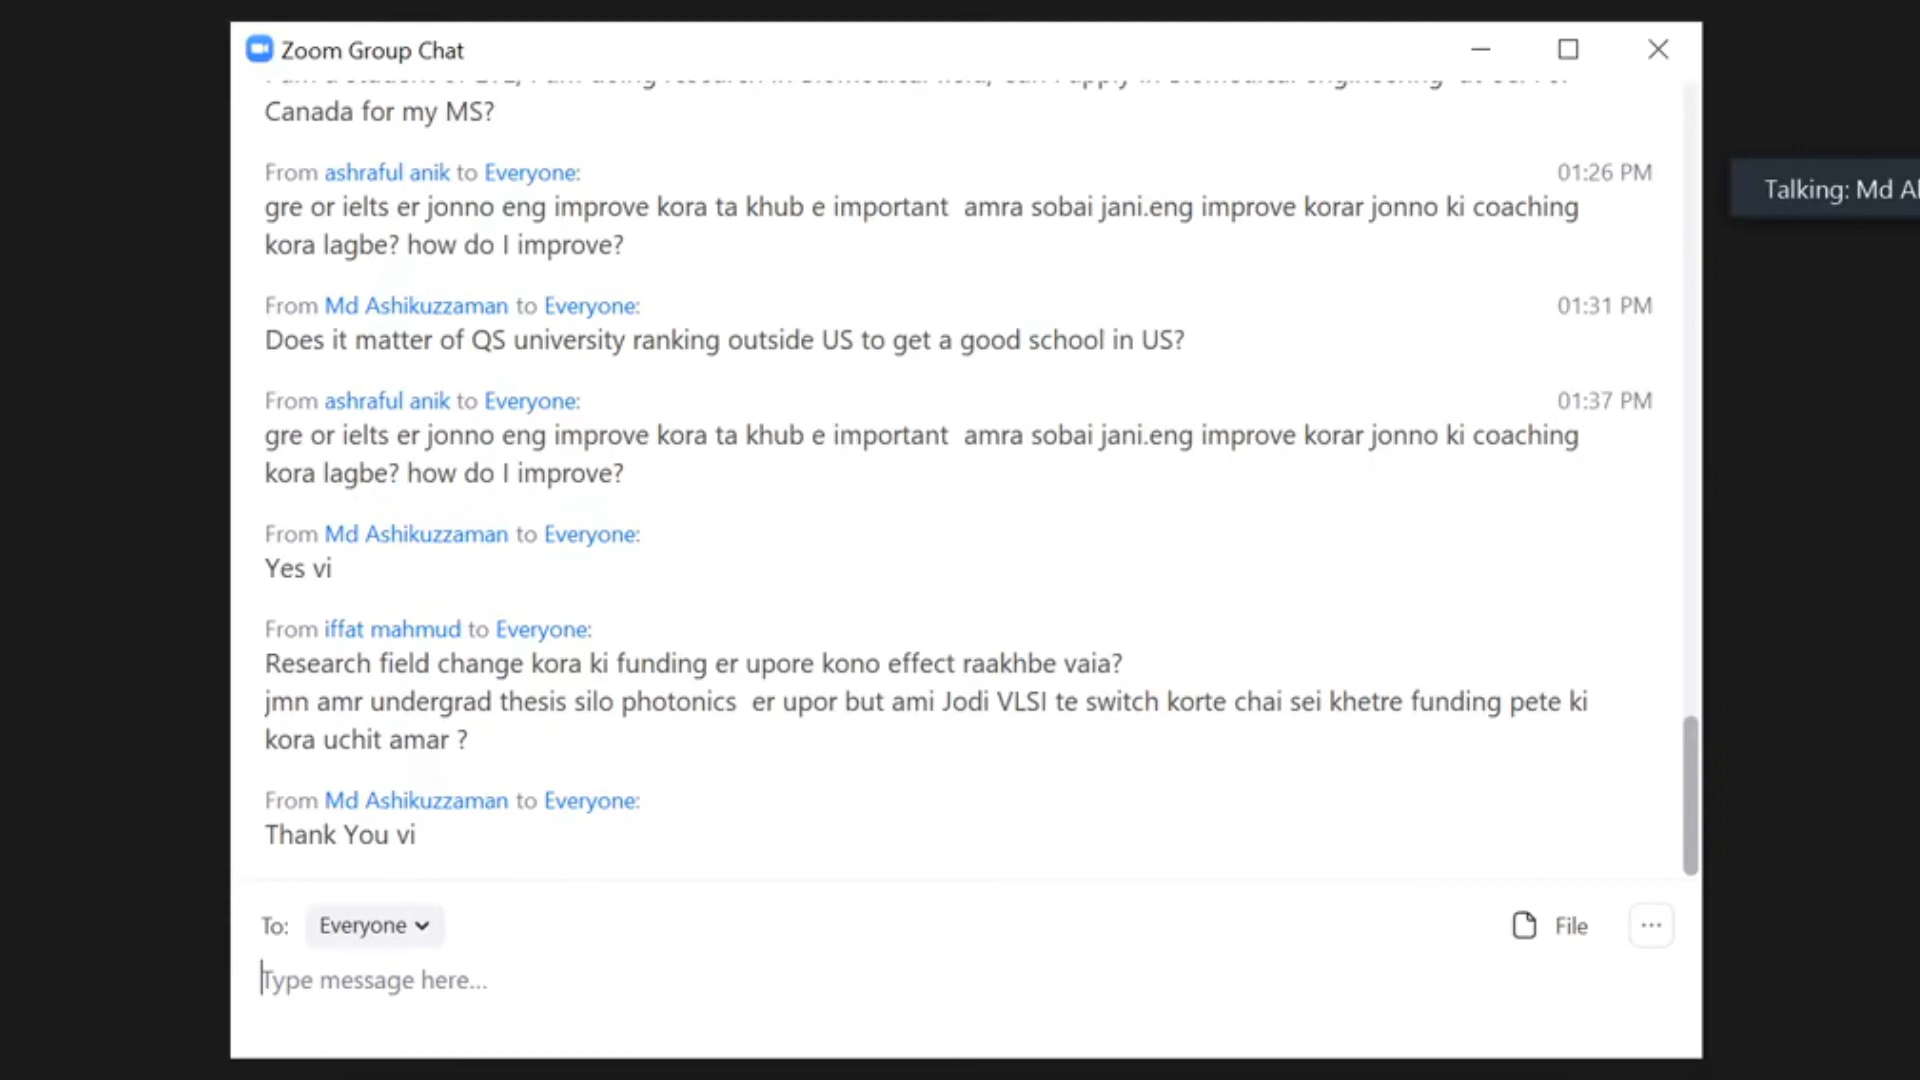 Zoom Group Chat
Canada for my MS?
From ashraful anik to Everyone: 01:26 PM
gre or ielts er jonno eng improve kora ta khub e important  amra sobai jani.eng improve korar jonno ki coaching
kora lagbe? how do I improve?
From Md Ashikuzzaman to Everyone: 01:31 PM
Does it matter of QS university ranking outside US to get a good school in US?
From ashraful anik to Everyone: 01:37 PM
gre or ielts er jonno eng improve kora ta khub e important  amra sobai jani.eng improve korar jonno ki coaching
kora lagbe? how do I improve?
From Md Ashikuzzaman to Everyone:
Yes vi
From iffat mahmud to Everyone:
Research field change kora ki funding er upore kono effect raakhbe vaia?
jmn amr undergrad thesis silo photonics  er upor but ami Jodi VLSI te switch korte chai sei khetre funding pete ki
kora uchit amar ?
From Md Ashikuzzaman to Everyone:
Thank You vi
To: Everyone File ...
Type message here...
Talking: Md